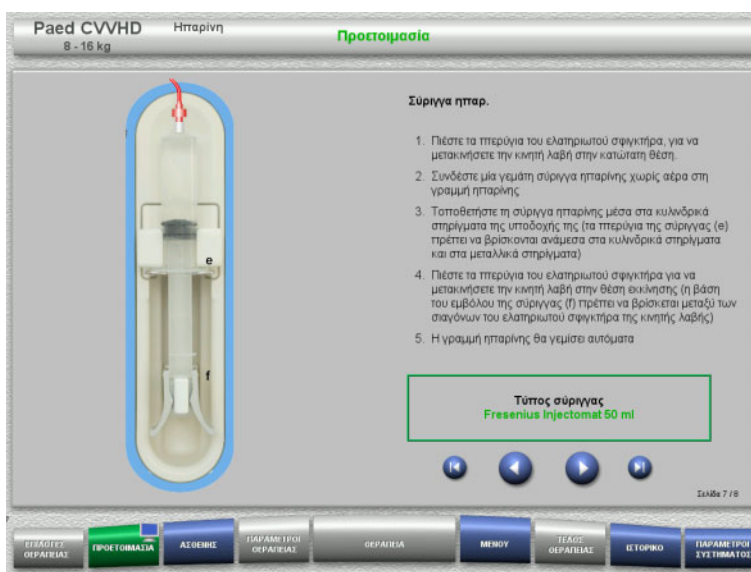 Paed CVVHD Ηπαρίνη
8 - 16 kg
Προετοιμασία
Σύριγγα ηπαρ.
1. Πιέστε τα πτερύγια του ελατηριωτού σφιγκτήρα, για να
μετακινήσετε την κινητή λαβή στην κατώτατη θέση.
2. Συνδέστε μία γεμάτη σύριγγα ηπαρίνης χωρίς αέρα στη
γραμμή ηπαρίνης
3. Τοποθετήστε τη σύριγγα ηπαρίνης μέσα στα κυλινδρικά
στηρίγματα της υποδοχής της (τα πτερύγια της σύριγγας (e)
πρέπει να βρίσκονται ανάμεσα στα κυλινδρικά στηρίγματα
και στα μεταλλικά στηρίγματα)
4. Πιέστε τα πτερύγια του ελατηριωτού σφιγκτήρα για να
μετακινήσετε την κινητή λαβή στην θέση εκκίνησης (η βάση
του εμβόλου της σύριγγας (f) πρέπει να βρίσκεται μεταξύ των
σιαγόνων του ελατηριωτού σφιγκτήρα της κινητής λαβής)
5. Η γραμμή ηπαρίνης θα γεμίσει αυτόματα
e
f
Τύπος σύριγγας
Fresenius Injectomat 50 ml
Σελίδα 7 / 8
ΕΠΙΛΟΓΕΣ
ΘΕΡΑΠΕΙΑΣ
ΠΡΟΕΤΟΙΜΑΣΙΑ
ΑΣΘΕΝΗΣ
ΠΑΡΑΜΕΤΡΟΙ
ΘΕΡΑΠΕΙΑΣ
ΘΕΡΑΠΕΙΑ
ΜΕΝΟΥ
ΤΕΛΟΣ
ΘΕΡΑΠΕΙΑΣ
ΙΣΤΟΡΙΚΟ
ΠΑΡΑΜΕΤΡΟΙ
ΣΥΣΤΗΜΑΤΟΣ